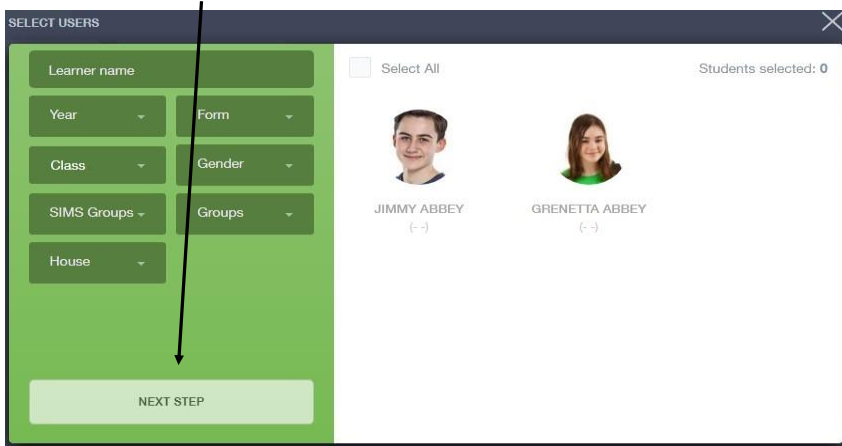 SELECT USERS
Learner name
Year
Form
Class
Gender
SIMS Groups
Groups
House
NEXT STEP
Select All
Students selected: 0
JIMMY ABBEY
(- -)
GRENETTA ABBEY
(- -)